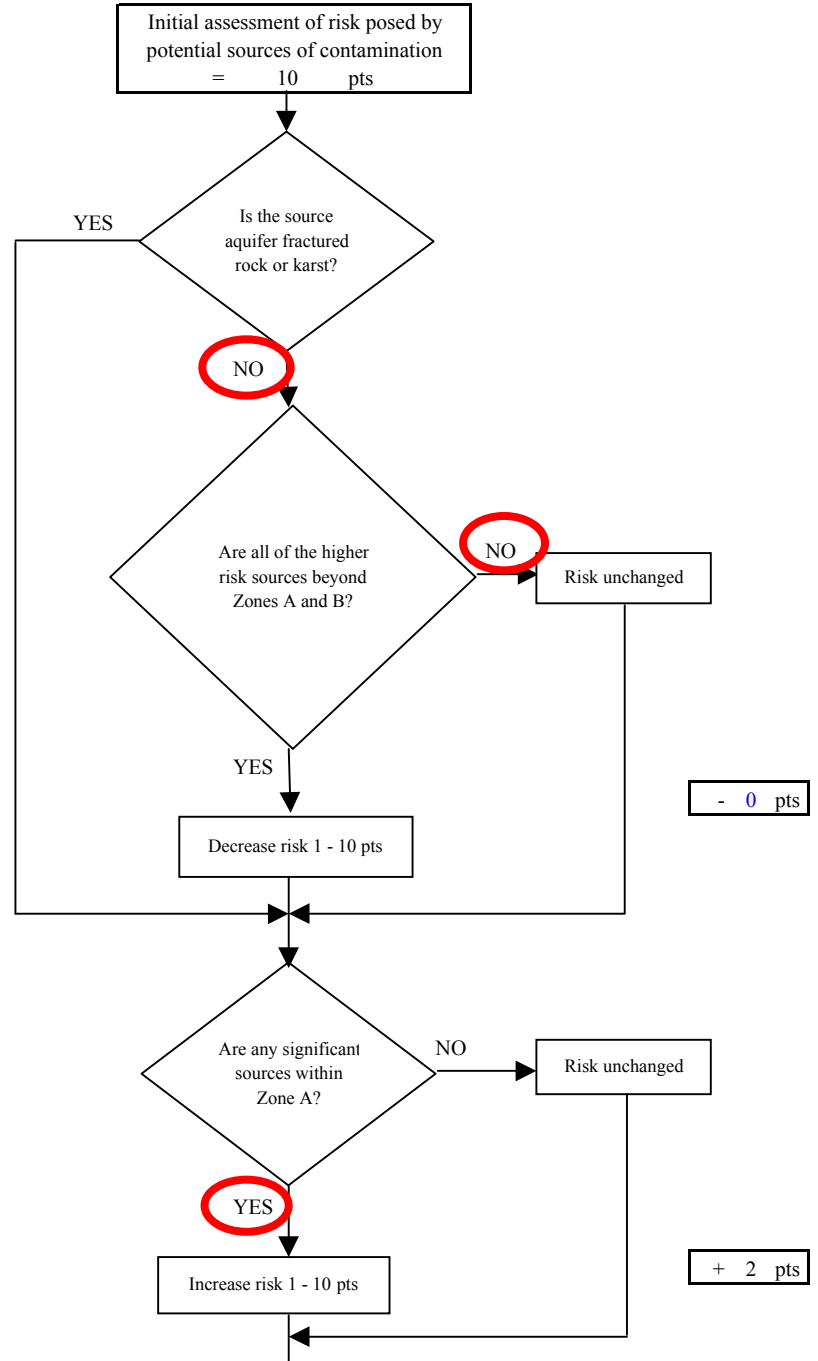 Initial assessment of risk posed by
potential sources of contamination
= 10 pts
YES
Is the source
aquifer fractured
rock or karst?
NO
Are all of the higher
risk sources beyond
Zones A and B?
NO
Risk unchanged
YES
- 0 pts
Decrease risk 1 - 10 pts
Are any significant
sources within
Zone A?
NO
Risk unchanged
YES
+ 2 pts
Increase risk 1 - 10 pts